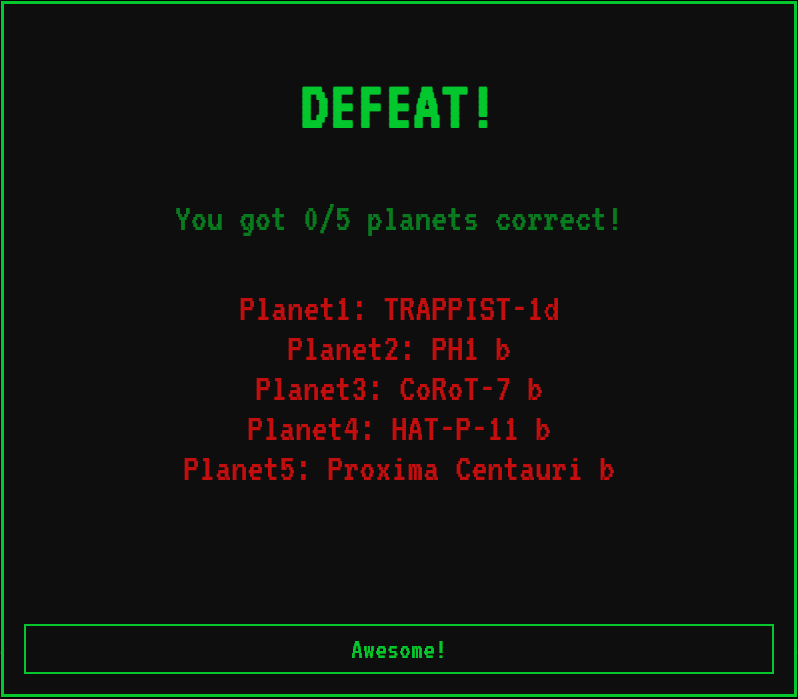 DEFEAT!
You got 0/5 planets correct!
Planet1: TRAPPIST-1d
Planet2: PH1 b
Planet3: CoRoT-7 b
Planet4: HAT-P-11 b
Planet5: Proxima Centauri b
Awesome!